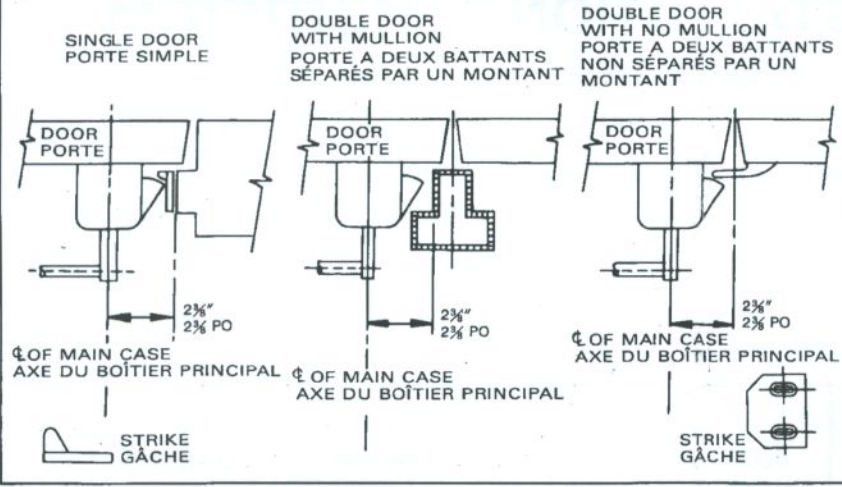 SINGLE DOOR
PORTE SIMPLE
DOOR
PORTE
2⅜"
2⅜ PO
℄ OF MAIN CASE
AXE DU BOÎTIER PRINCIPAL
STRIKE
GÂCHE
DOUBLE DOOR
WITH MULLION
PORTE A DEUX BATTANTS
SÉPARÉS PAR UN MONTANT
DOOR
PORTE
2⅜"
2⅜ PO
℄ OF MAIN CASE
AXE DU BOÎTIER PRINCIPAL
DOUBLE DOOR
WITH NO MULLION
PORTE A DEUX BATTANTS
NON SÉPARÉS PAR UN
MONTANT
DOOR
PORTE
2⅜"
2⅜ PO
℄ OF MAIN CASE
AXE DU BOÎTIER PRINCIPAL
STRIKE
GÂCHE